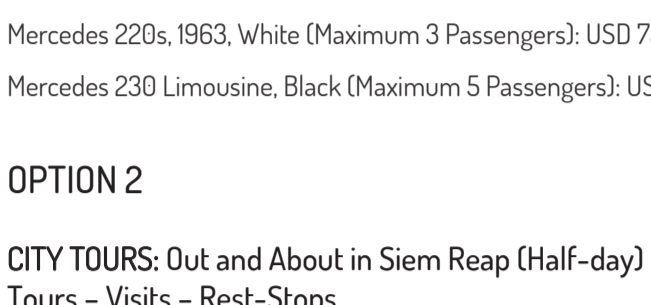 Mercedes 220s, 1963, White (Maximum 3 Passengers): USD 7
Mercedes 230 Limousine, Black (Maximum 5 Passengers): US
OPTION 2
CITY TOURS: Out and About in Siem Reap (Half-day)
Tours – Visits – Rest-Stops